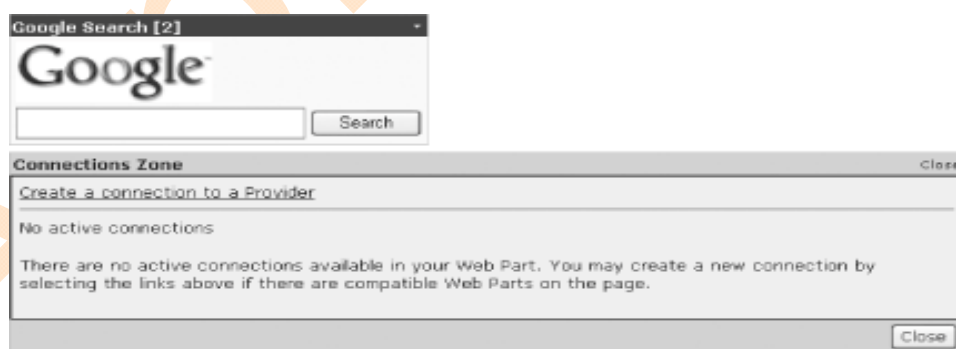 Google Search [2]
Google
Search
Connections Zone Close
Create a connection to a Provider
No active connections
There are no active connections available in your Web Part. You may create a new connection by
selecting the links above if there are compatible Web Parts on the page.
Close